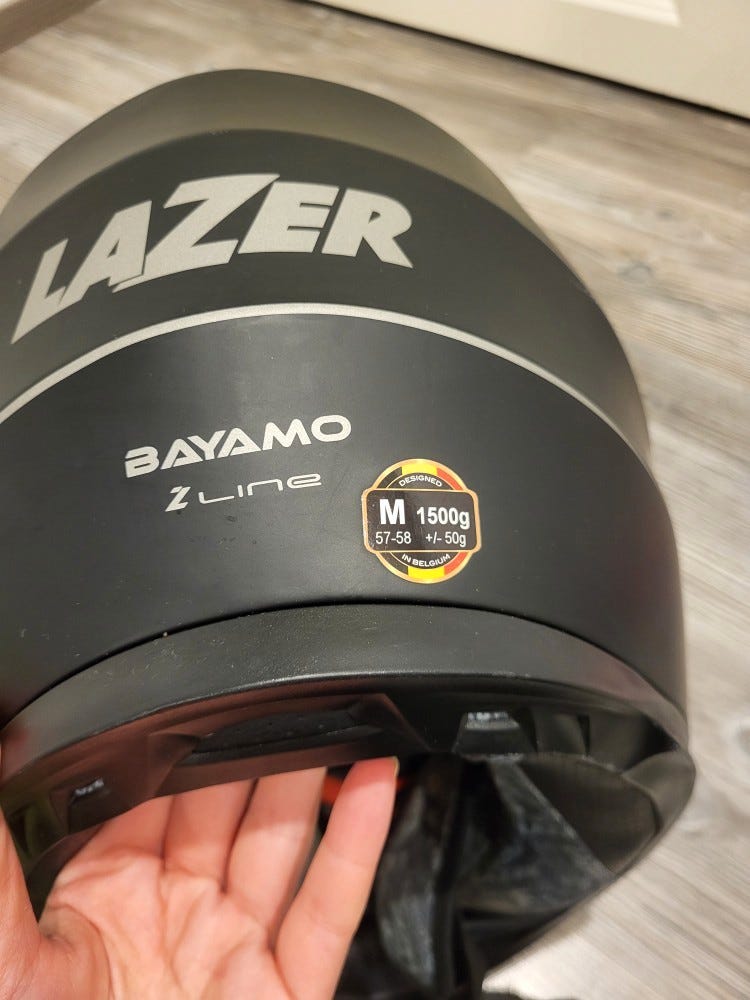 LAZER
BAYAMO
Z LINE
DESIGNED
M 1500g
57-58 +/- 50g
IN BELGIUM